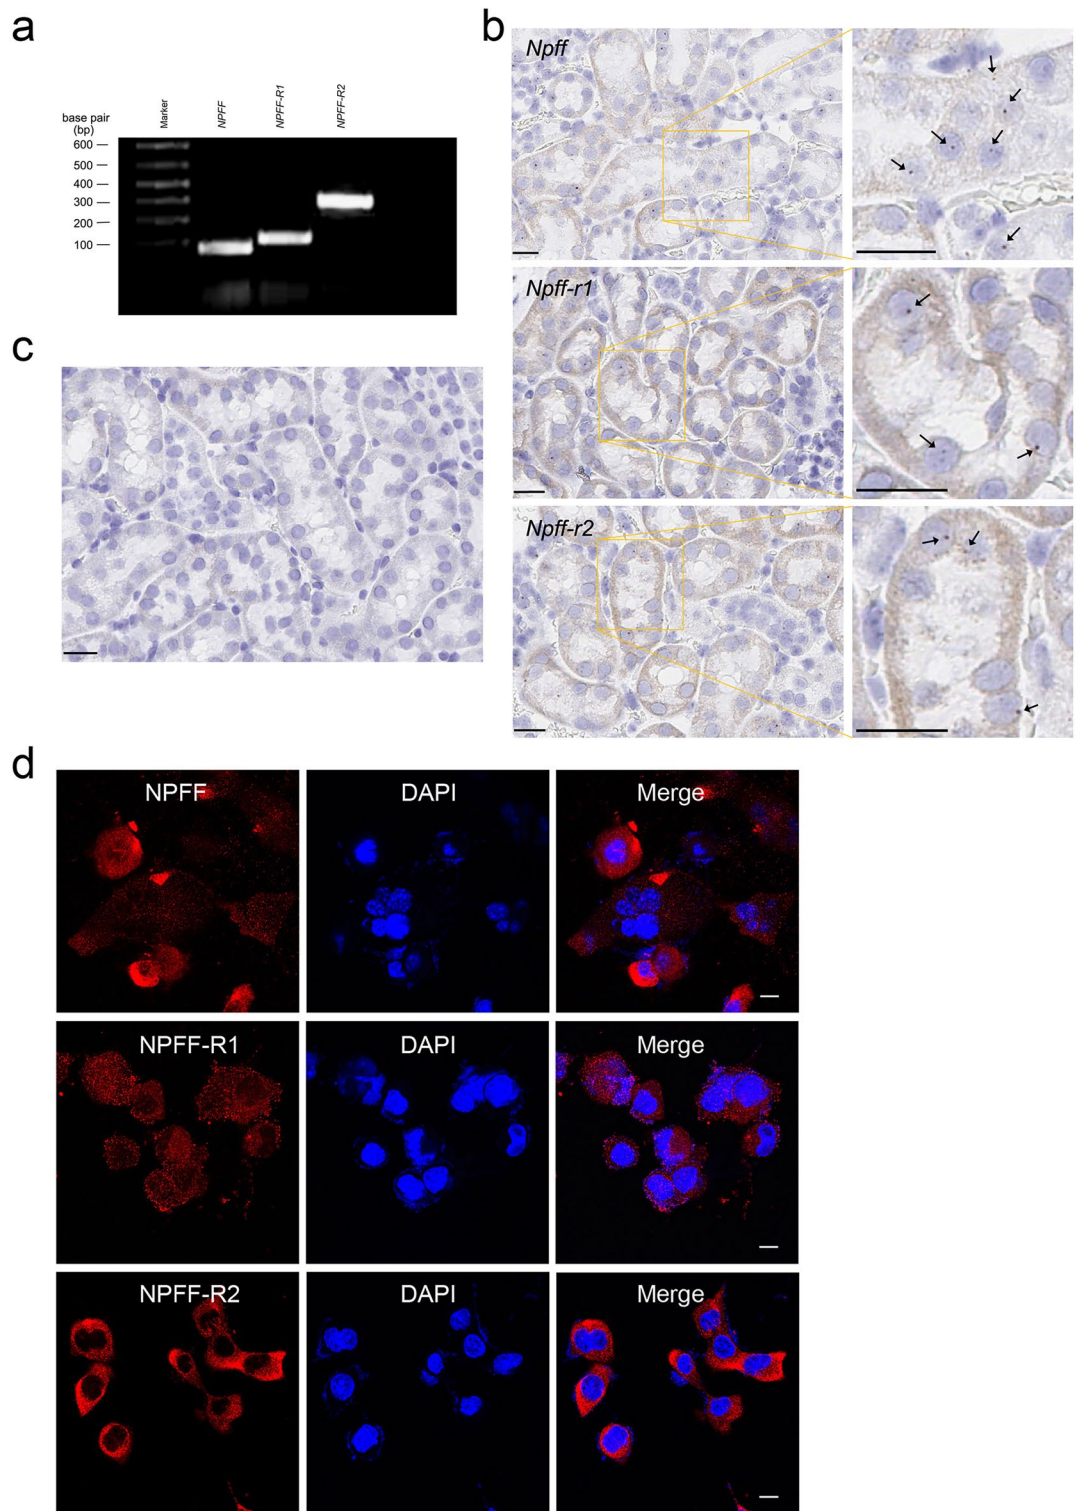 a
Marker
NPFF
NPFF-R1
NPFF-R2
base pair
(bp)
600
500
400
300
200
100
b
Npff
Npff-r1
Npff-r2
c
d
NPFF
DAPI
Merge
NPFF-R1
DAPI
Merge
NPFF-R2
DAPI
Merge